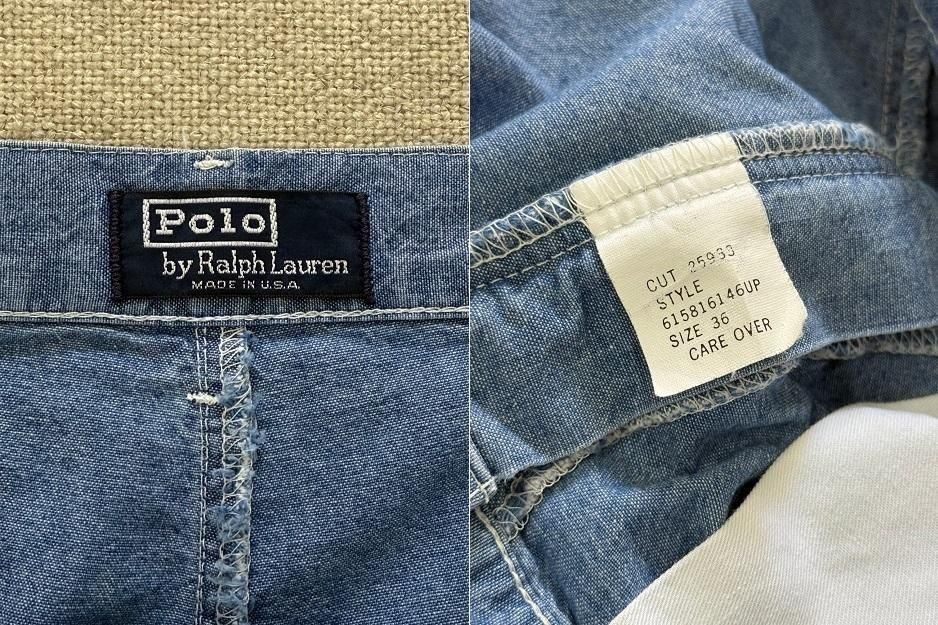 Polo
by Ralph Lauren
MADE IN U.S.A.
CUT 25933
STYLE
615816146UP
SIZE 36
CARE OVER